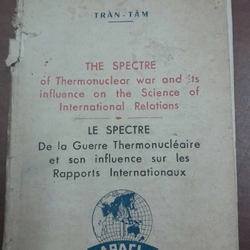 TRÂN - TÂM
THE SPECTRE
of Thermonuclear war and its
influence on the Science of
International Relations
LE SPECTRE
De la Guerre Thermonucléaire
et son influence sur les
Rapports Internationaux